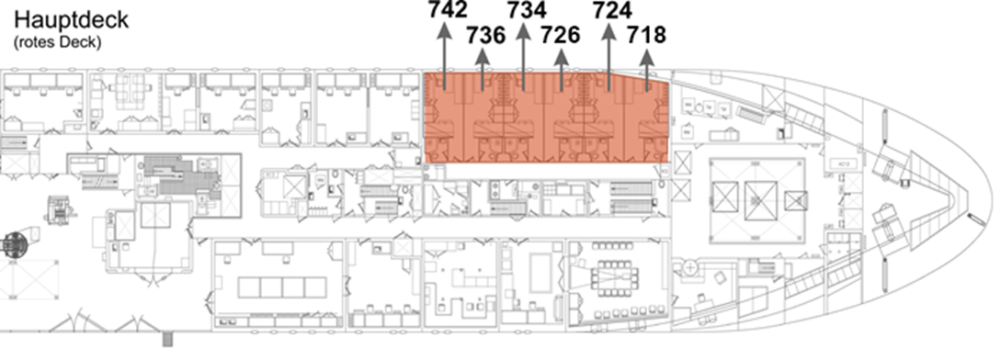 Hauptdeck
(rotes Deck)
742 734 724
736 726 718